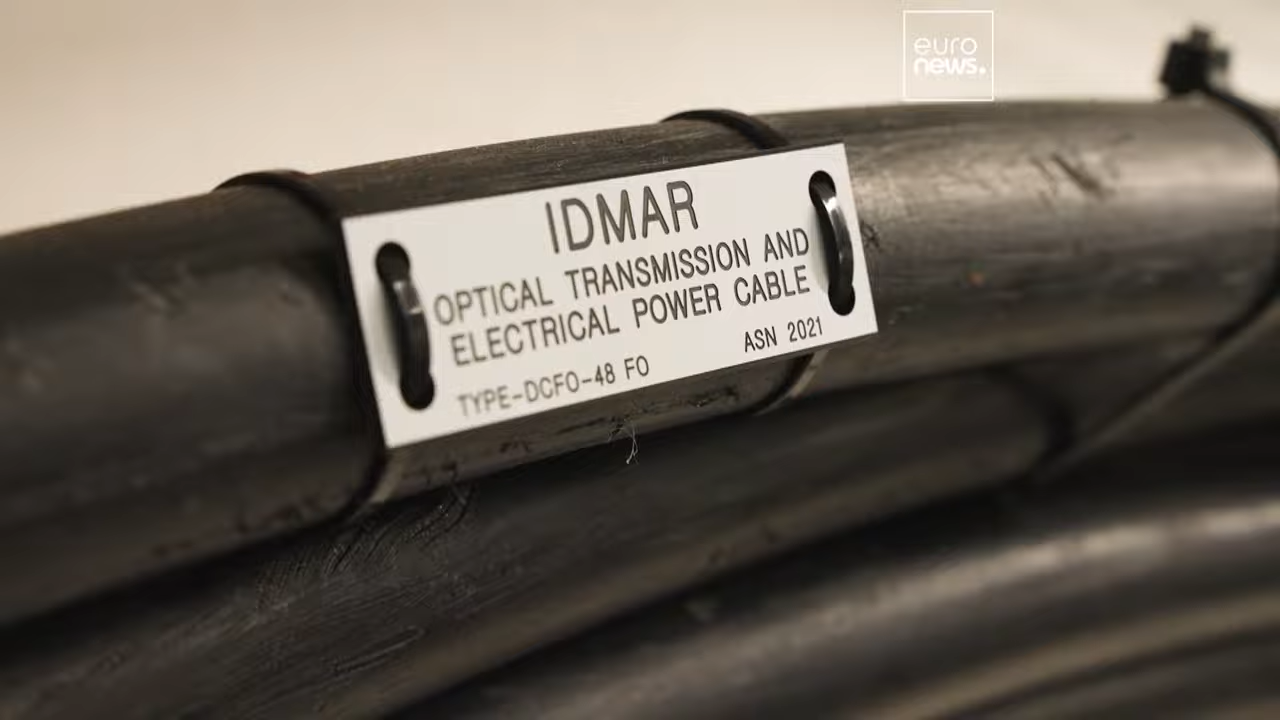 euro
news.
IDMAR
OPTICAL TRANSMISSION AND
ELECTRICAL POWER CABLE
TYPE-DCFO-48 FO
ASN 2021